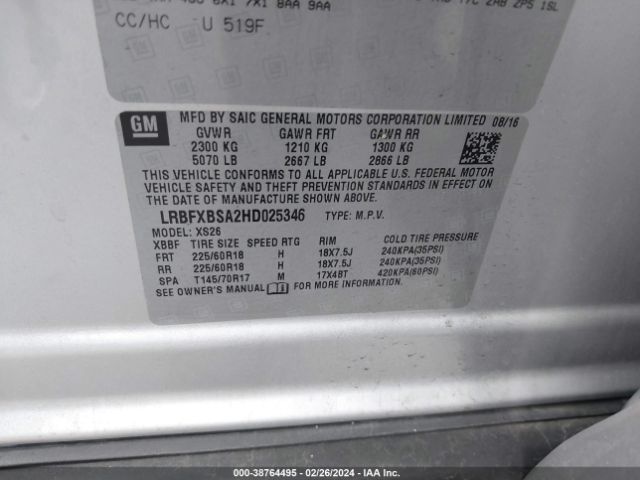 8AA 9AA
CC/HC U 519F
GM
MFD BY SAIC GENERAL MOTORS CORPORATION LIMITED 08/16
GVWR GAWR FRT GAWR RR
2300 KG 1210 KG 1300 KG
5070 LB 2667 LB 2866 LB
THIS VEHICLE CONFORMS TO ALL APPLICABLE U.S. FEDERAL MOTOR
VEHICLE SAFETY AND THEFT PREVENTION STANDARDS IN EFFECT ON
THE DATE OF MANUFACTURE SHOWN ABOVE.
LRBFXBSA2HD025346 TYPE: M.P.V.
MODEL: XS26
XBBF TIRE SIZE SPEED RTG RIM COLD TIRE PRESSURE
FRT 225/60R18 H 18X7.5J 240KPA(35PSI)
RR 225/60R18 H 18X7.5J 240KPA(35PSI)
SPA T145/70R17 M 17X4BT 420KPA(60PSI)
SEE OWNER'S MANUAL FOR MORE INFORMATION.
000-38764495 - 02/26/2024 - IAA Inc.